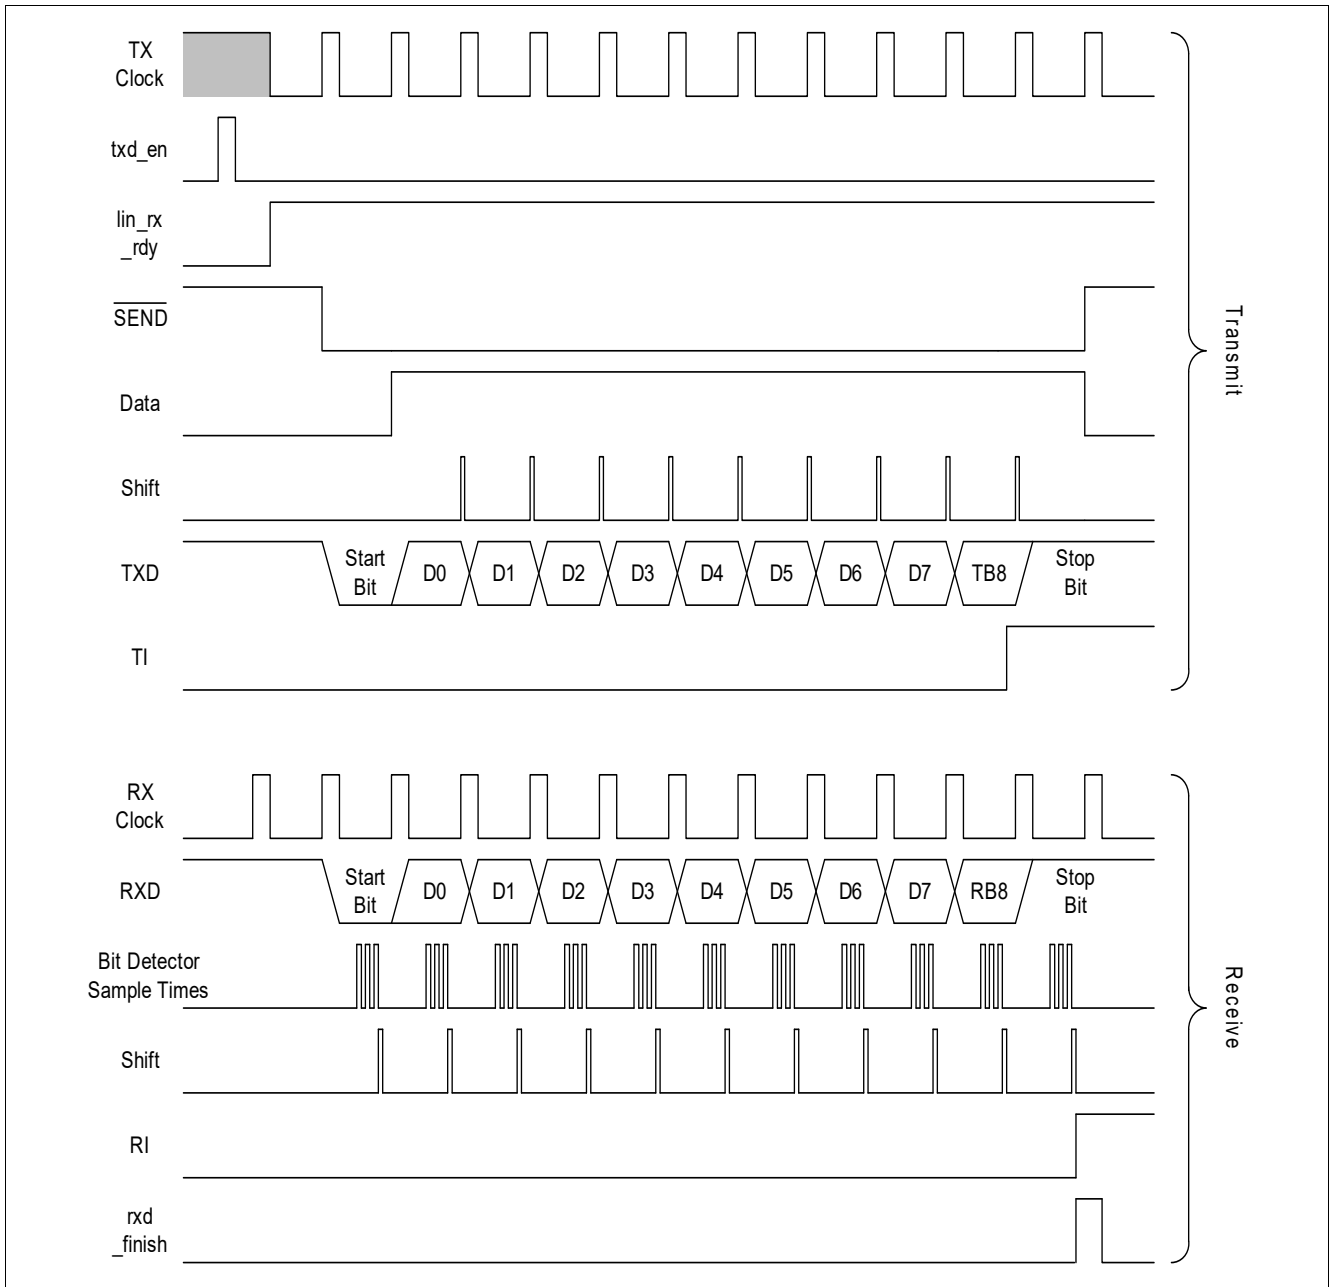 TX
Clock
txd_en
lin_rx
_rdy
SEND
Data
Shift
TXD
Start
Bit
D0
D1
D2
D3
D4
D5
D6
D7
TB8
Stop
Bit
TI
Transmit
RX
Clock
RXD
Start
Bit
D0
D1
D2
D3
D4
D5
D6
D7
RB8
Stop
Bit
Bit Detector
Sample Times
Shift
RI
rxd
_finish
Receive